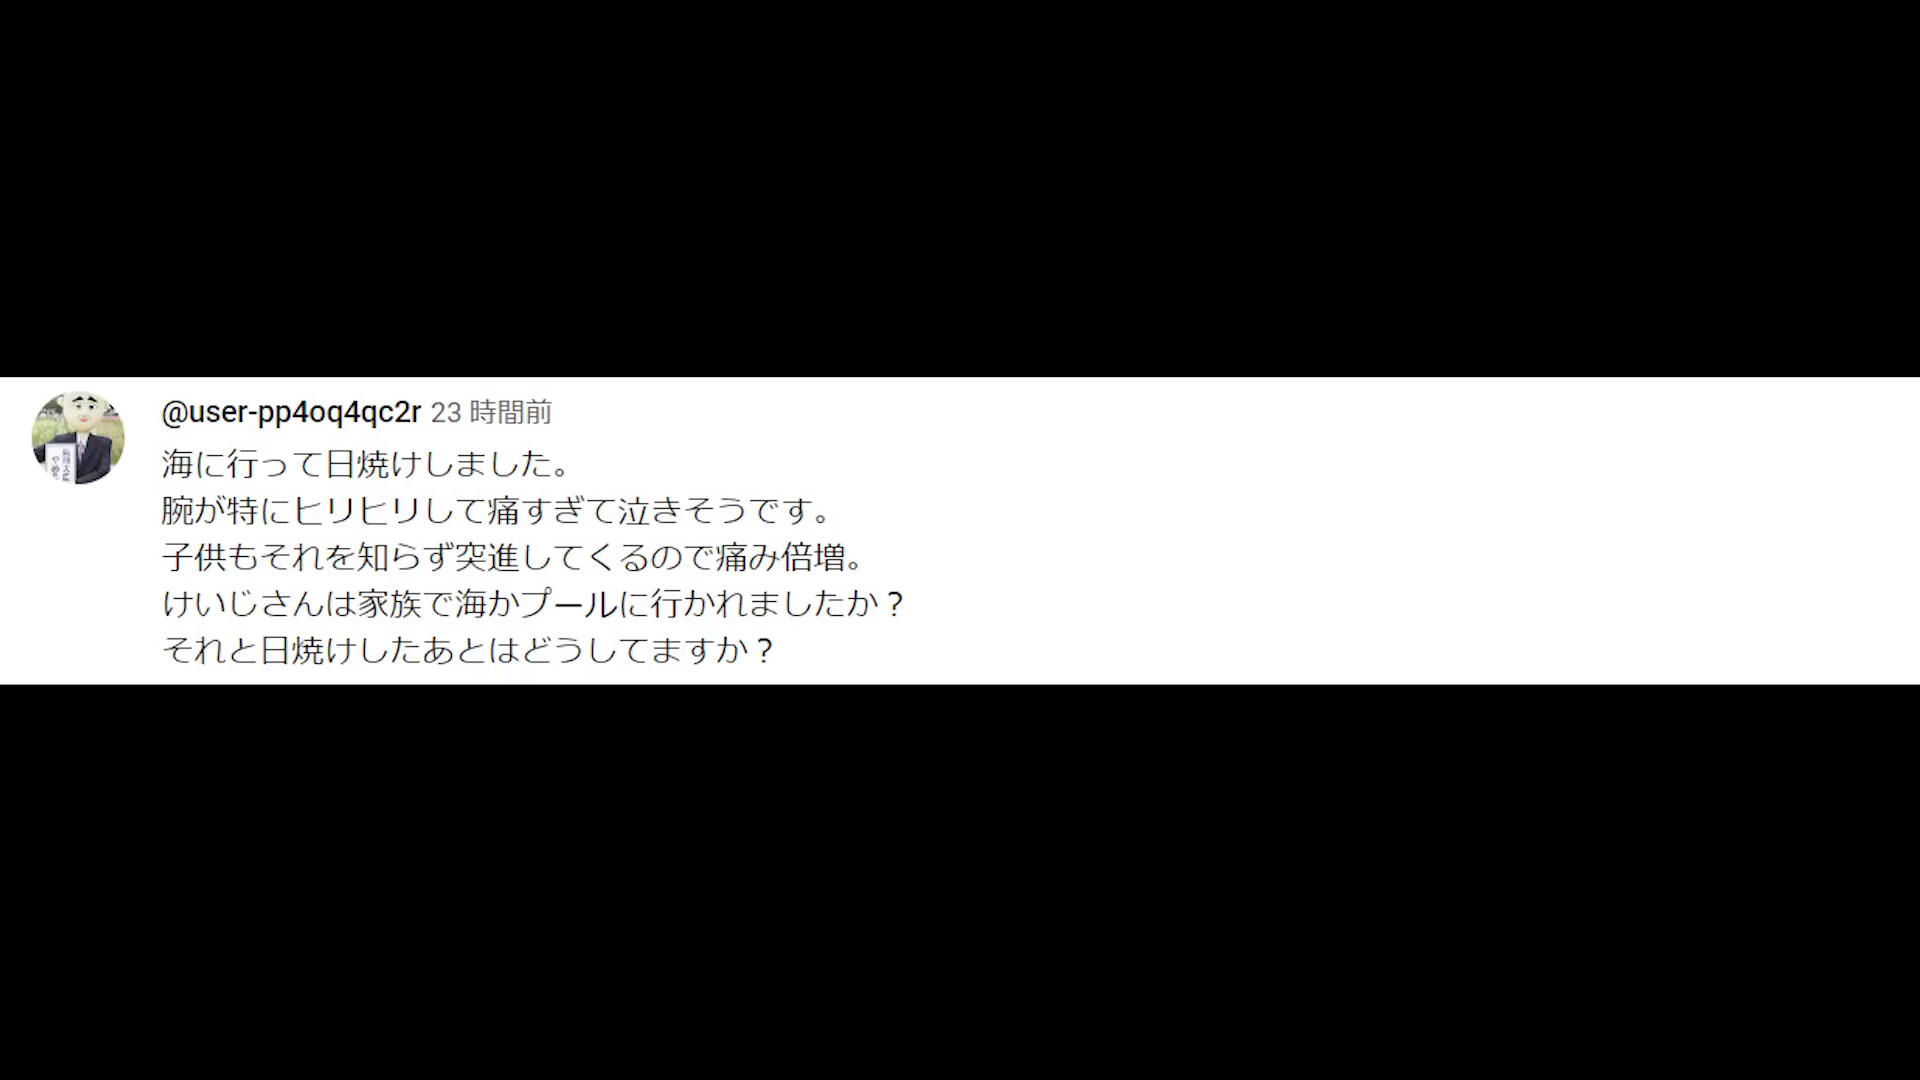 @user-pp4oq4qc2r 23 時間前
海に行って日焼けしました。
腕が特にヒリヒリして痛すぎて泣きそうです。
子供もそれを知らず突進してくるので痛み倍増。
けいじさんは家族で海かプールに行かれましたか？
それと日焼けしたあとはどうしてますか？